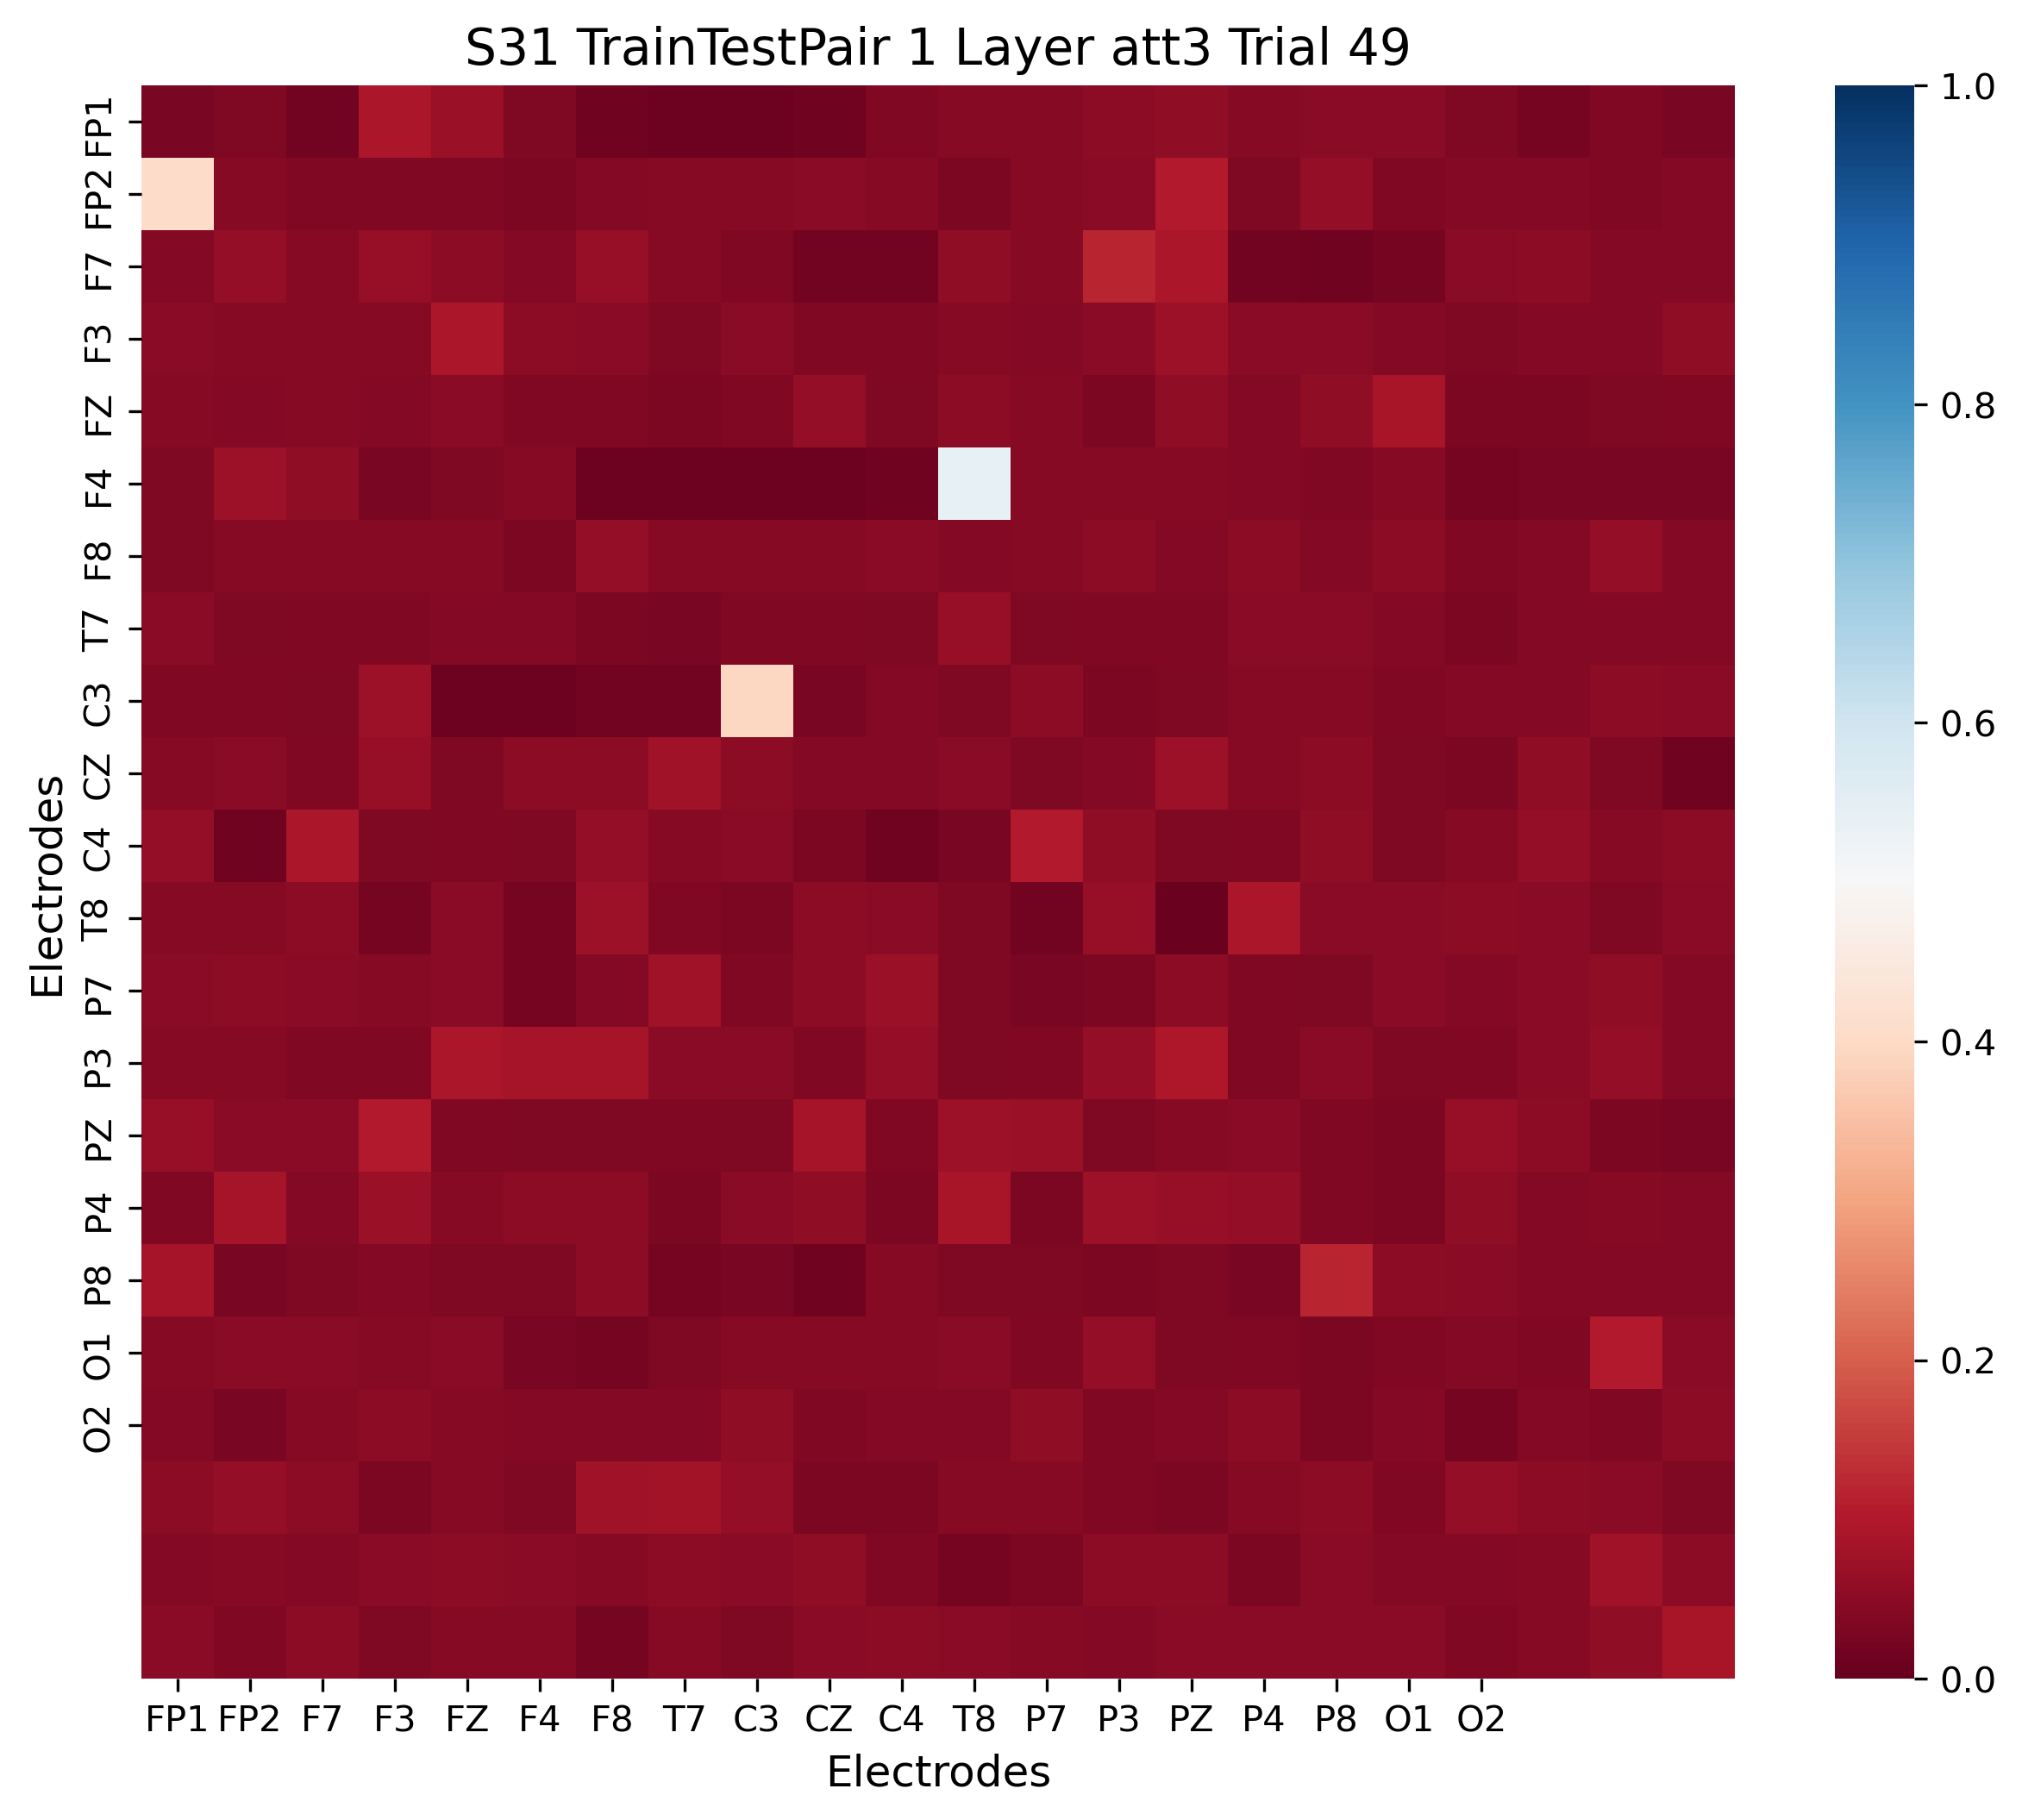 S31 TrainTestPair 1 Layer att3 Trial 49
Electrodes
FP1
FP2
F7
F3
FZ
F4
F8
T7
C3
CZ
C4
T8
P7
P3
PZ
P4
P8
O1
O2
FP1 FP2 F7 F3 FZ F4 F8 T7 C3 CZ C4 T8 P7 P3 PZ P4 P8 O1 O2
Electrodes
1.0
0.8
0.6
0.4
0.2
0.0